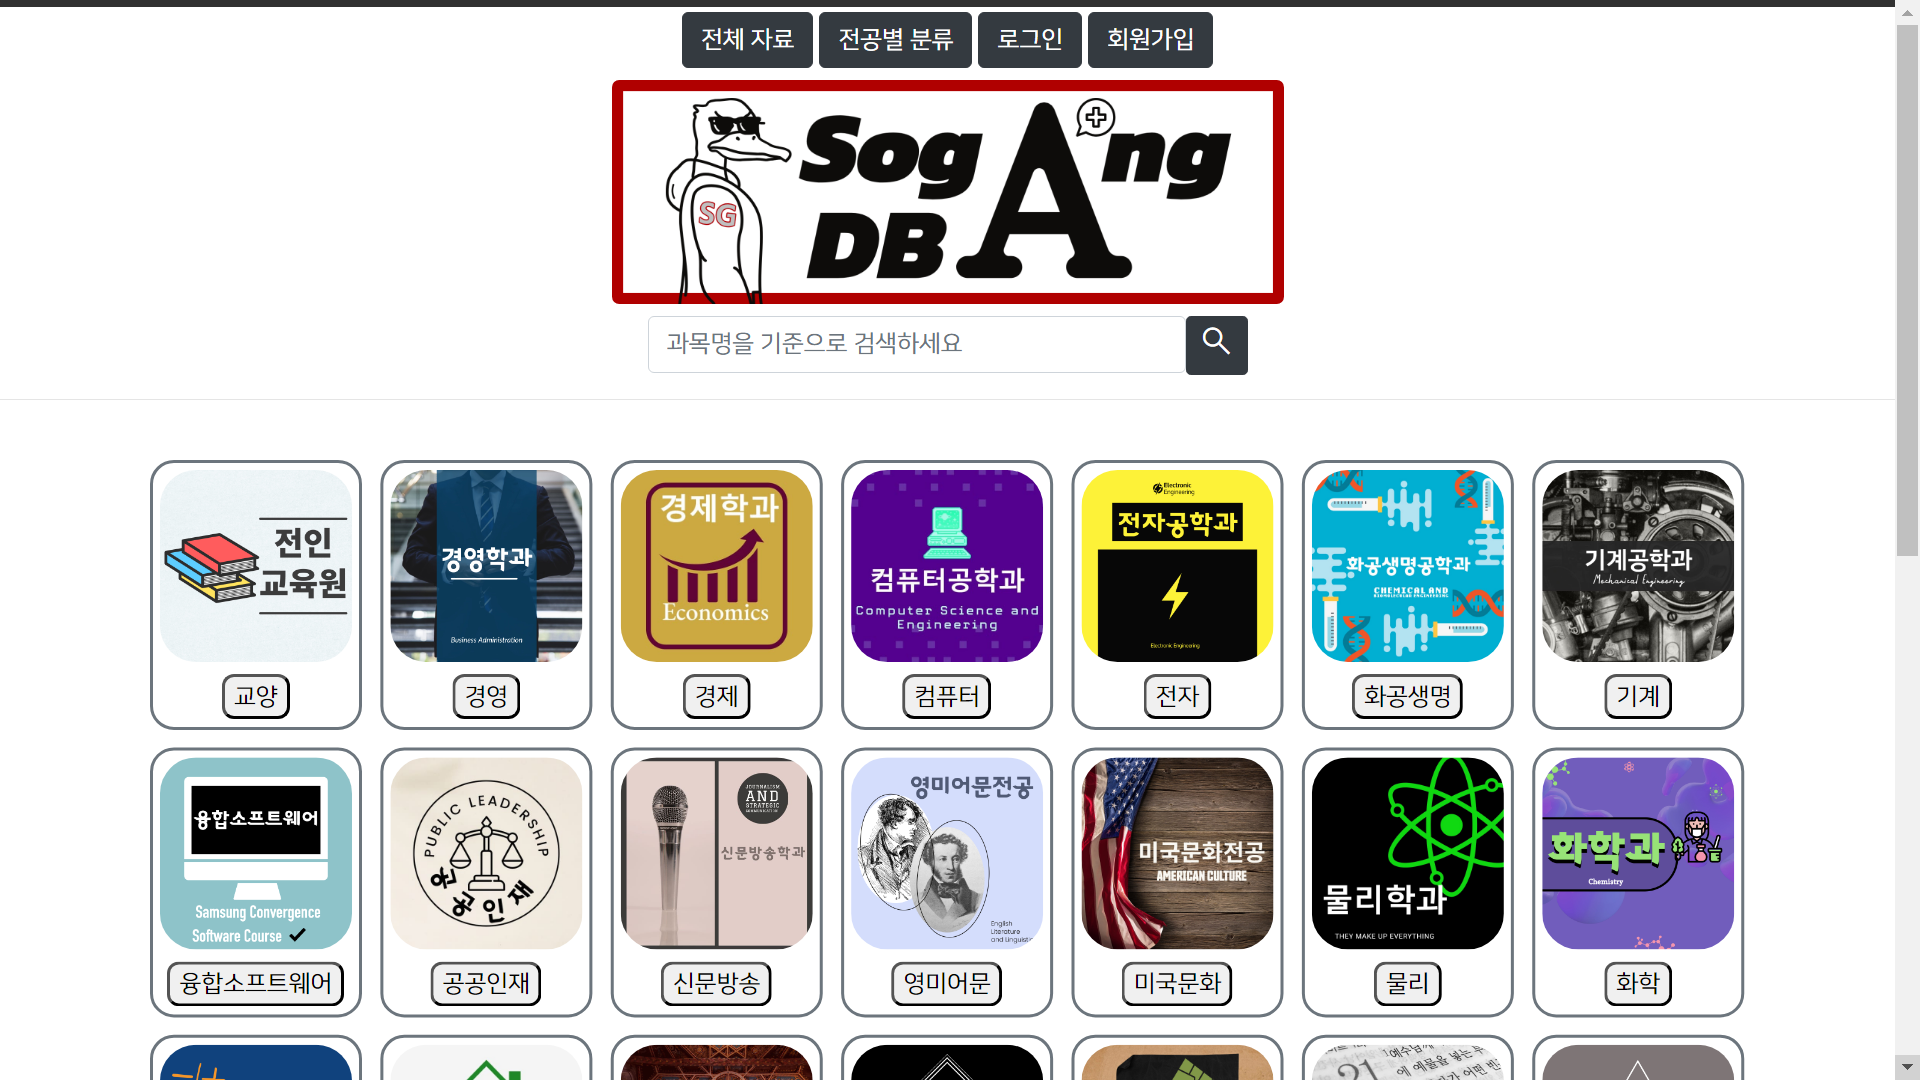 전체 자료
전공별 분류
로그인
회원가입
SogAng
DB
SG
과목명을 기준으로 검색하세요
전인
교육원
교양
경영학과
Business Administration
경영
경제학과
Economics
경제
컴퓨터공학과
Computer Science and
Engineering
컴퓨터
Electronic
Engineering
전자공학과
Electronic Engineering
전자
화공생명공학과
CHEMICAL AND
BIOMOLECULAR ENGINEERING
화공생명
기계공학과
Mechanical Engineering
기계
융합소프트웨어
Samsung Convergence
Software Course
융합소프트웨어
PUBLIC LEADERSHIP
공공인재
JOURNALISM
AND
STRATEGIC
COMMUNICATION
신문방송학과
신문방송
영미어문전공
English
Literature
and Linguistic
영미어문
미국문화전공
AMERICAN CULTURE
미국문화
물리학과
THEY MAKE UP EVERYTHING
물리
화학과
Chemistry
화학
21
에 예물을 넣는 부